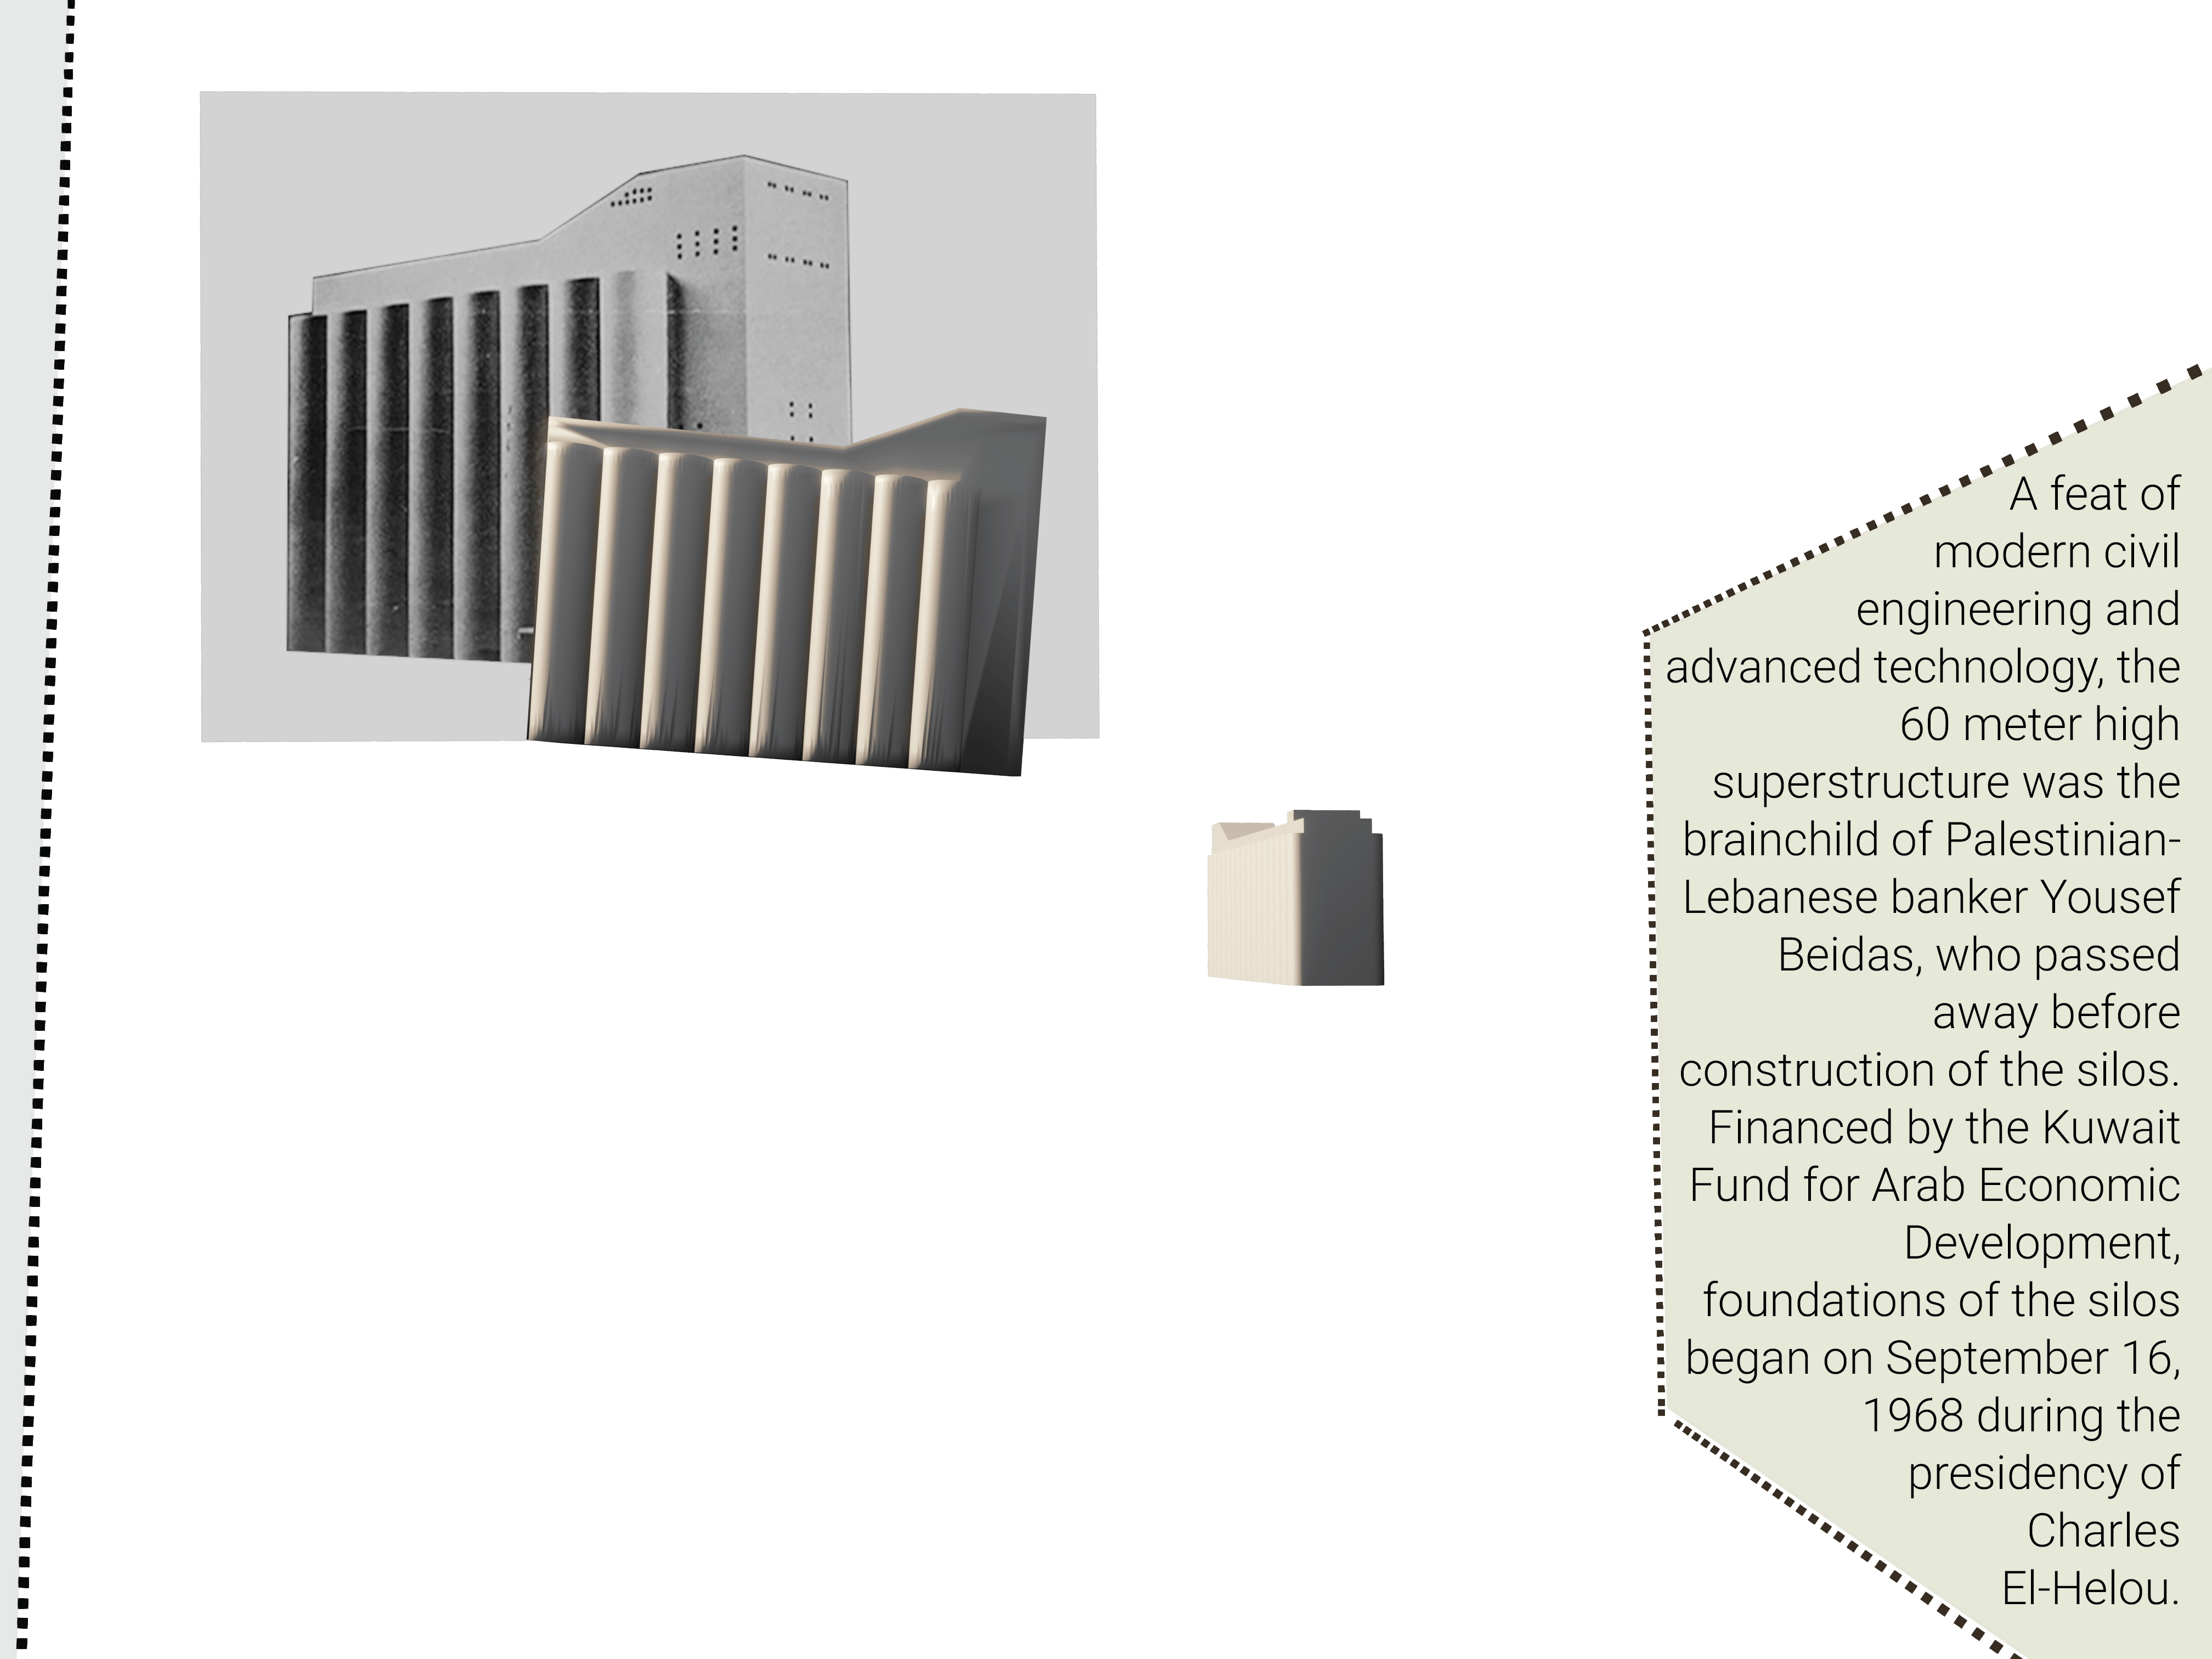 A feat of
modern civil
engineering and
advanced technology, the
60 meter high
superstructure was the
brainchild of Palestinian-
Lebanese banker Yousef
Beidas, who passed
away before
construction of the silos.
Financed by the Kuwait
Fund for Arab Economic
Development,
foundations of the silos
began on September 16,
1968 during the
presidency of
Charles
El-Helou.